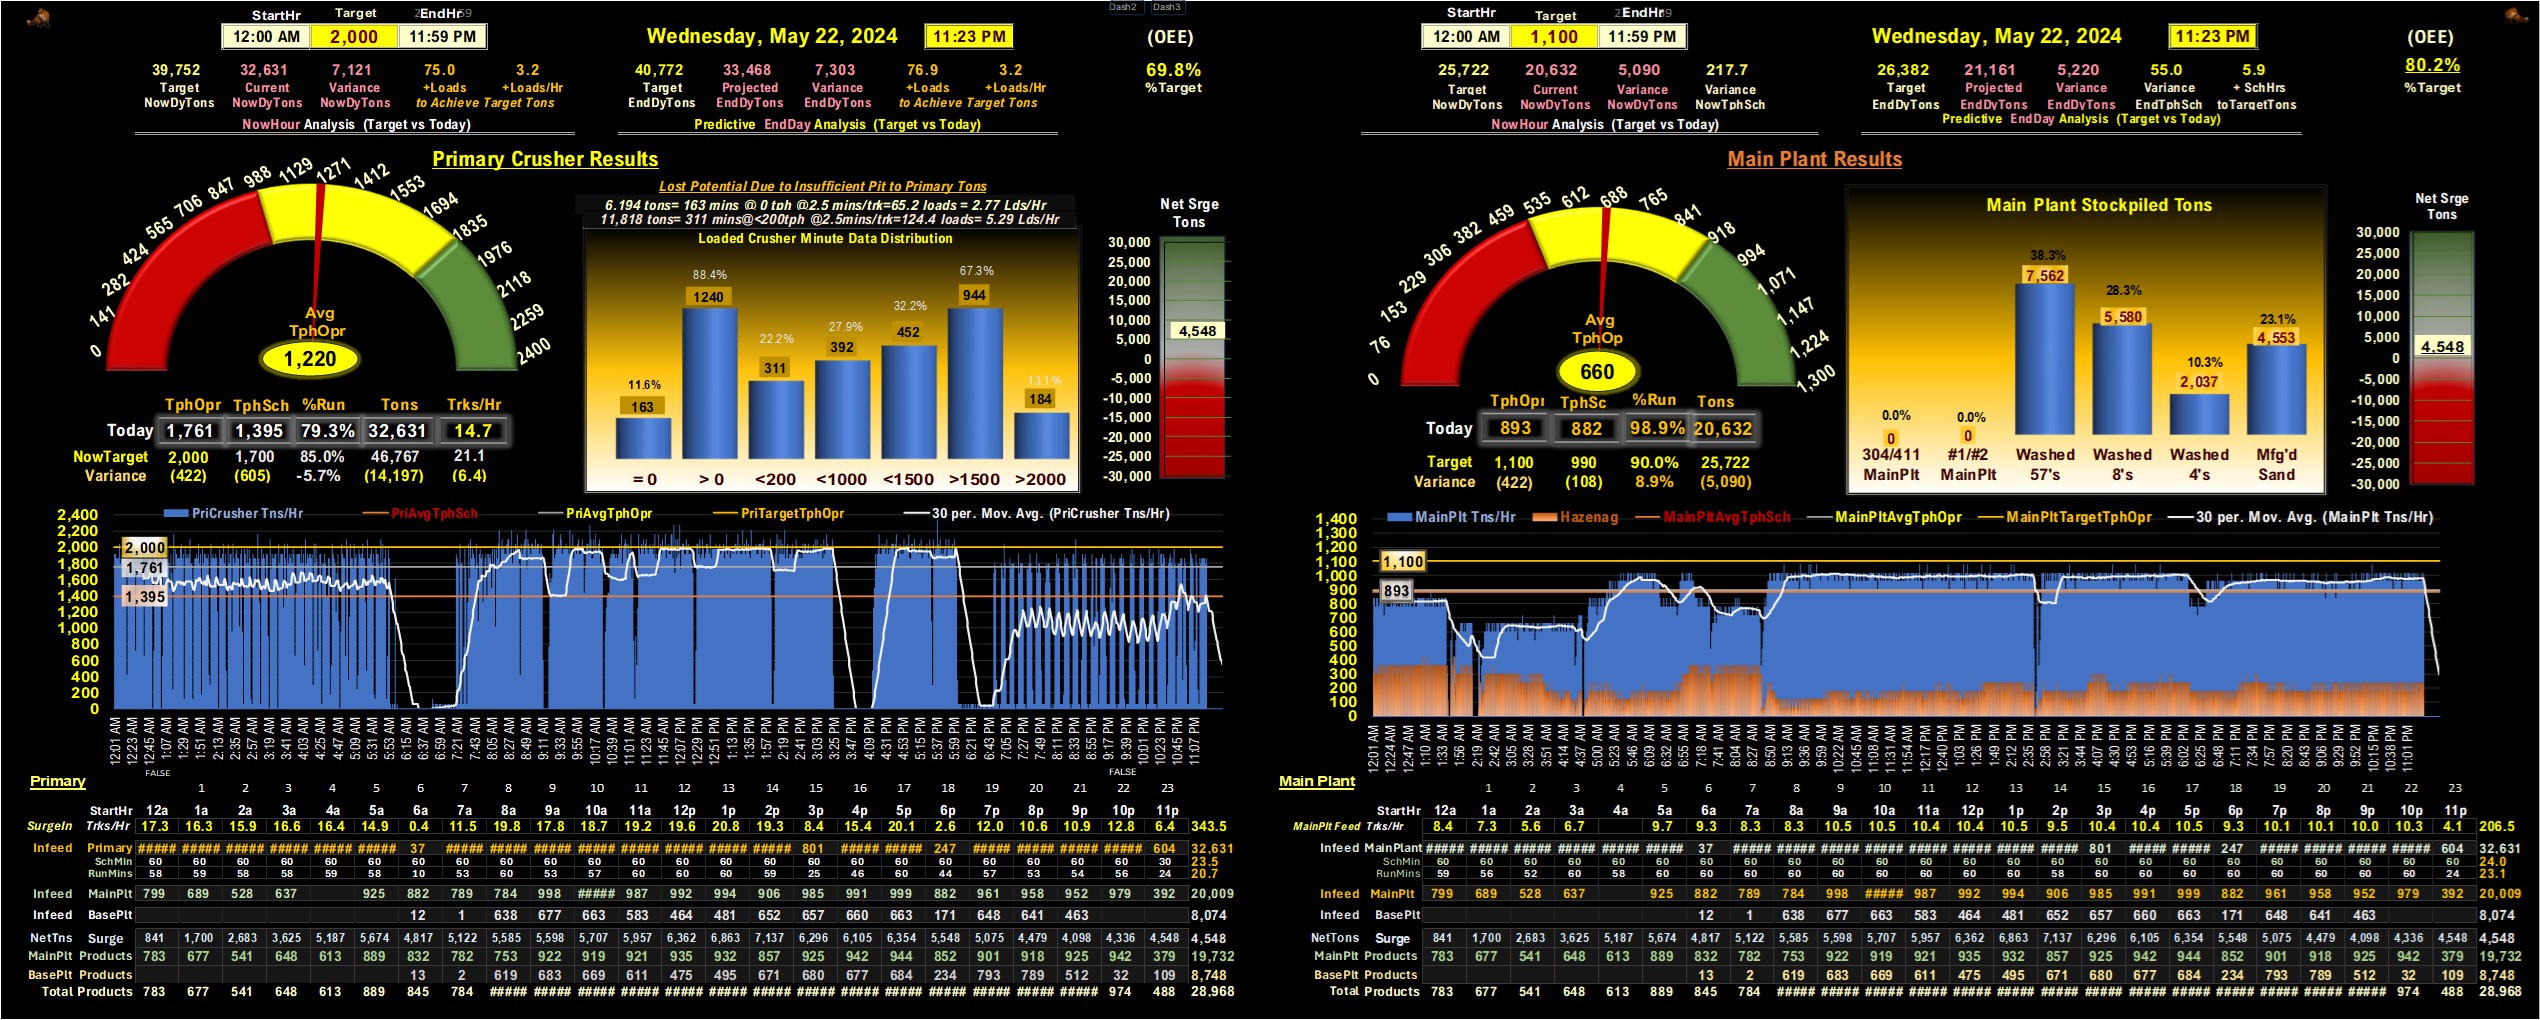 Dash2 Dash3
StartHr Target EndHr
12:00 AM 2,000 11:59 PM
Wednesday, May 22, 2024 11:23 PM
(OEE)
69.8%
%Target
39,752 32,631 7,121 75.0 3.2
Target Current Variance +Loads +Loads/Hr
NowDyTons NowDyTons NowDyTons to Achieve Target Tons
NowHour Analysis (Target vs Today)
40,772 33,468 7,303 76.9 3.2
Target Projected Variance +Loads +Loads/Hr
EndDyTons EndDyTons EndDyTons to Achieve Target Tons
Predictive EndDay Analysis (Target vs Today)
Primary Crusher Results
0 141 282 424 565 706 847 988 1129 1271 1412 1553 1694 1835 1976 2118 2259 2400
Avg
TphOpr
1,220
TphOpr TphSch %Run Tons Trks/Hr
Today 1,761 1,395 79.3% 32,631 14.7
NowTarget 2,000 1,700 85.0% 46,767 21.1
Variance (422) (605) -5.7% (14,197) (6.4)
Lost Potential Due to Insufficient Pit to Primary Tons
6.194 tons= 163 mins @ 0 tph @2.5 mins/trk=65.2 loads = 2.77 Lds/Hr
11,818 tons= 311 mins@<200tph @2.5mins/trk=124.4 loads= 5.29 Lds/Hr
Loaded Crusher Minute Data Distribution
11.6% 88.4% 22.2% 27.9% 32.2% 67.3% 13.1%
163 1240 311 392 452 944 184
= 0 > 0 <200 <1000 <1500 >1500 >2000
Net Srge
Tons
30,000
25,000
20,000
15,000
10,000
5,000
0
-5,000
-10,000
-15,000
-20,000
-25,000
-30,000
4,548
PriCrusher Tns/Hr PriAvgTphSch PriAvgTphOpr PriTargetTphOpr 30 per. Mov. Avg. (PriCrusher Tns/Hr)
2,400
2,200
2,000
1,800
1,600
1,400
1,200
1,000
800
600
400
200
0
2,000
1,761
1,395
12:01 AM 12:23 AM 12:45 AM 1:07 AM 1:29 AM 1:51 AM 2:13 AM 2:35 AM 2:57 AM 3:19 AM 3:41 AM 4:03 AM 4:25 AM 4:47 AM 5:09 AM 5:31 AM 5:53 AM 6:15 AM 6:37 AM 6:59 AM 7:21 AM 7:43 AM 8:05 AM 8:27 AM 8:49 AM 9:11 AM 9:33 AM 9:55 AM 10:17 AM 10:39 AM 11:01 AM 11:23 AM 11:45 AM 12:07 PM 12:29 PM 12:51 PM 1:13 PM 1:35 PM 1:57 PM 2:19 PM 2:41 PM 3:03 PM 3:25 PM 3:47 PM 4:09 PM 4:31 PM 4:53 PM 5:15 PM 5:37 PM 5:59 PM 6:21 PM 6:43 PM 7:05 PM 7:27 PM 7:49 PM 8:11 PM 8:33 PM 8:55 PM 9:17 PM 9:39 PM 10:01 PM 10:23 PM 10:45 PM 11:07 PM
FALSE FALSE
Primary 1 2 3 4 5 6 7 8 9 10 11 12 13 14 15 16 17 18 19 20 21 22 23
StartHr 12a 1a 2a 3a 4a 5a 6a 7a 8a 9a 10a 11a 12p 1p 2p 3p 4p 5p 6p 7p 8p 9p 10p 11p
SurgeIn Trks/Hr 17.3 16.3 15.9 16.6 16.4 14.9 0.4 11.5 19.8 17.8 18.7 19.2 19.6 20.8 19.3 8.4 15.4 20.1 2.6 12.0 10.6 10.9 12.8 6.4 343.5
Infeed Primary ##### ##### ##### ##### ##### ##### 37 ##### ##### ##### ##### ##### ##### ##### ##### 801 ##### ##### 247 ##### ##### ##### ##### 604 32,631
SchMin 60 60 60 60 60 60 60 60 60 60 60 60 60 60 60 60 60 60 60 60 60 60 60 30 23.5
RunMins 58 59 58 58 59 58 10 53 60 53 57 60 60 60 59 25 46 60 44 57 53 54 56 24 20.7
Infeed MainPlt 799 689 528 637 925 882 789 784 998 ##### 987 992 994 906 985 991 999 882 961 958 952 979 392 20,009
Infeed BasePlt 12 1 638 677 663 583 464 481 652 657 660 663 171 648 641 463 8,074
NetTns Surge 841 1,700 2,683 3,625 5,187 5,674 4,817 5,122 5,585 5,598 5,707 5,957 6,362 6,863 7,137 6,296 6,105 6,354 5,548 5,075 4,479 4,098 4,336 4,548 4,548
MainPlt Products 783 677 541 648 613 889 832 782 753 922 919 921 935 932 857 925 942 944 852 901 918 925 942 379 19,732
BasePlt Products 13 2 619 683 669 611 475 495 671 680 677 684 234 793 789 512 32 109 8,748
Total Products 783 677 541 648 613 889 845 784 ##### ##### ##### ##### ##### ##### ##### ##### ##### ##### ##### ##### ##### ##### 974 488 28,968
StartHr Target EndHr
12:00 AM 1,100 11:59 PM
Wednesday, May 22, 2024 11:23 PM
(OEE)
80.2%
%Target
25,722 20,632 5,090 217.7
Target Current Variance Variance
NowDyTons NowDyTons NowDyTons NowTphSch
NowHour Analysis (Target vs Today)
26,382 21,161 5,220 55.0 5.9
Target Projected Variance Variance + SchHrs
EndDyTons EndDyTons EndDyTons EndTphSch toTargetTons
Predictive EndDay Analysis (Target vs Today)
Main Plant Results
0 76 153 229 306 382 459 535 612 688 765 841 918 994 1,071 1,147 1,224 1,300
Avg
TphOp
660
TphOpr TphSc %Run Tons
Today 893 882 98.9% 20,632
Target 1,100 990 90.0% 25,722
Variance (422) (108) 8.9% (5,090)
Main Plant Stockpiled Tons
0.0% 0.0% 38.3% 28.3% 10.3% 23.1%
0 0 7,562 5,580 2,037 4,553
304/411 #1/#2 Washed Washed Washed Mfg'd
MainPlt MainPlt 57's 8's 4's Sand
Net Srge
Tons
30,000
25,000
20,000
15,000
10,000
5,000
0
-5,000
-10,000
-15,000
-20,000
-25,000
-30,000
4,548
MainPlt Tns/Hr Hazenag MainPltAvgTphSch MainPltAvgTphOpr MainPltTargetTphOpr 30 per. Mov. Avg. (MainPlt Tns/Hr)
1,400
1,300
1,200
1,100
1,000
900
800
700
600
500
400
300
200
100
0
1,100
893
12:01 AM 12:24 AM 12:47 AM 1:10 AM 1:33 AM 1:56 AM 2:19 AM 2:42 AM 3:05 AM 3:28 AM 3:51 AM 4:14 AM 4:37 AM 5:00 AM 5:23 AM 5:46 AM 6:09 AM 6:32 AM 6:55 AM 7:18 AM 7:41 AM 8:04 AM 8:27 AM 8:50 AM 9:13 AM 9:36 AM 9:59 AM 10:22 AM 10:45 AM 11:08 AM 11:31 AM 11:54 AM 12:17 PM 12:40 PM 1:03 PM 1:26 PM 1:49 PM 2:12 PM 2:35 PM 2:58 PM 3:21 PM 3:44 PM 4:07 PM 4:30 PM 4:53 PM 5:16 PM 5:39 PM 6:02 PM 6:25 PM 6:48 PM 7:11 PM 7:34 PM 7:57 PM 8:20 PM 8:43 PM 9:06 PM 9:29 PM 9:52 PM 10:15 PM 10:38 PM 11:01 PM
Main Plant 1 2 3 4 5 6 7 8 9 10 11 12 13 14 15 16 17 18 19 20 21 22 23
StartHr 12a 1a 2a 3a 4a 5a 6a 7a 8a 9a 10a 11a 12p 1p 2p 3p 4p 5p 6p 7p 8p 9p 10p 11p
MainPlt Feed Trks/Hr 8.4 7.3 5.6 6.7 9.7 9.3 8.3 8.3 10.5 10.5 10.4 10.4 10.5 9.5 10.4 10.4 10.5 9.3 10.1 10.1 10.0 10.3 4.1 206.5
Infeed MainPlant ##### ##### ##### ##### ##### ##### 37 ##### ##### ##### ##### ##### ##### ##### ##### 801 ##### ##### 247 ##### ##### ##### ##### 604 32,631
SchMin 60 60 60 60 60 60 60 60 60 60 60 60 60 60 60 60 60 60 60 60 60 60 60 60 24.0
RunMins 59 56 52 60 58 60 60 60 60 60 60 60 60 60 58 60 60 60 60 60 60 60 60 24 23.1
Infeed MainPlt 799 689 528 637 925 882 789 784 998 ##### 987 992 994 906 985 991 999 882 961 958 952 979 392 20,009
Infeed BasePlt 12 1 638 677 663 583 464 481 652 657 660 663 171 648 641 463 8,074
NetTons Surge 841 1,700 2,683 3,625 5,187 5,674 4,817 5,122 5,585 5,598 5,707 5,957 6,362 6,863 7,137 6,296 6,105 6,354 5,548 5,075 4,479 4,098 4,336 4,548 4,548
MainPlt Products 783 677 541 648 613 889 832 782 753 922 919 921 935 932 857 925 942 944 852 901 918 925 942 379 19,732
BasePlt Products 13 2 619 683 669 611 475 495 671 680 677 684 234 793 789 512 32 109 8,748
Total Products 783 677 541 648 613 889 845 784 ##### ##### ##### ##### ##### ##### ##### ##### ##### ##### ##### ##### ##### ##### 974 488 28,968